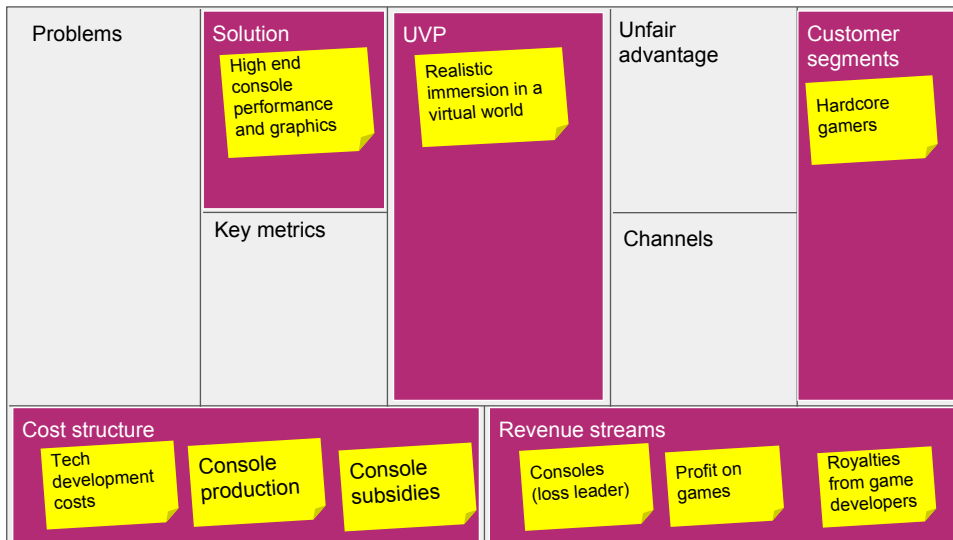 Problems
Solution
High end
console
performance
and graphics
Key metrics
UVP
Realistic
immersion in a
virtual world
Unfair
advantage
Channels
Customer
segments
Hardcore
gamers
Cost structure
Tech
development
costs
Console
production
Console
subsidies
Revenue streams
Consoles
(loss leader)
Profit on
games
Royalties
from game
developers